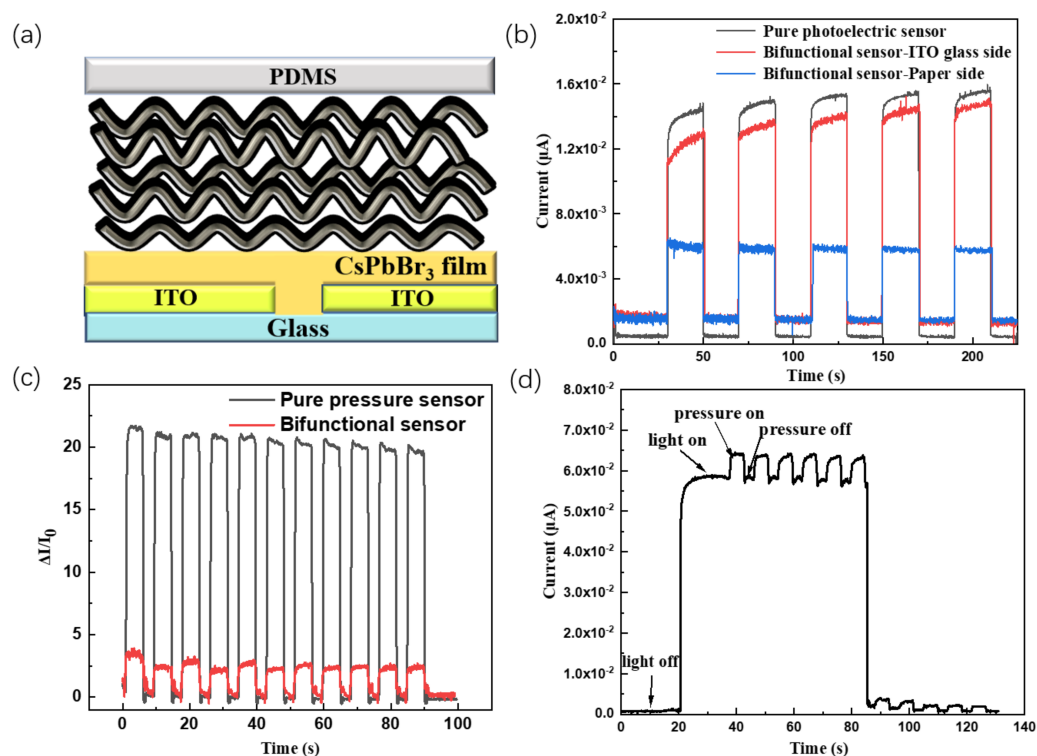 (a)
PDMS
CsPbBr₃ film
ITO
ITO
Glass
(b)
2.0x10⁻²
1.6x10⁻²
1.2x10⁻²
8.0x10⁻³
4.0x10⁻³
0.0
Current (μA)
Pure photoelectric sensor
Bifunctional sensor-ITO glass side
Bifunctional sensor-Paper side
0
50
100
150
200
Time (s)
(c)
25
20
15
10
5
0
ΔI/I₀
Pure pressure sensor
Bifunctional sensor
0
20
40
60
80
100
Time (s)
(d)
8.0x10⁻²
7.0x10⁻²
6.0x10⁻²
5.0x10⁻²
4.0x10⁻²
3.0x10⁻²
2.0x10⁻²
1.0x10⁻²
0.0
Current (μA)
pressure on
pressure off
light on
light off
0
20
40
60
80
100
120
140
Time (s)